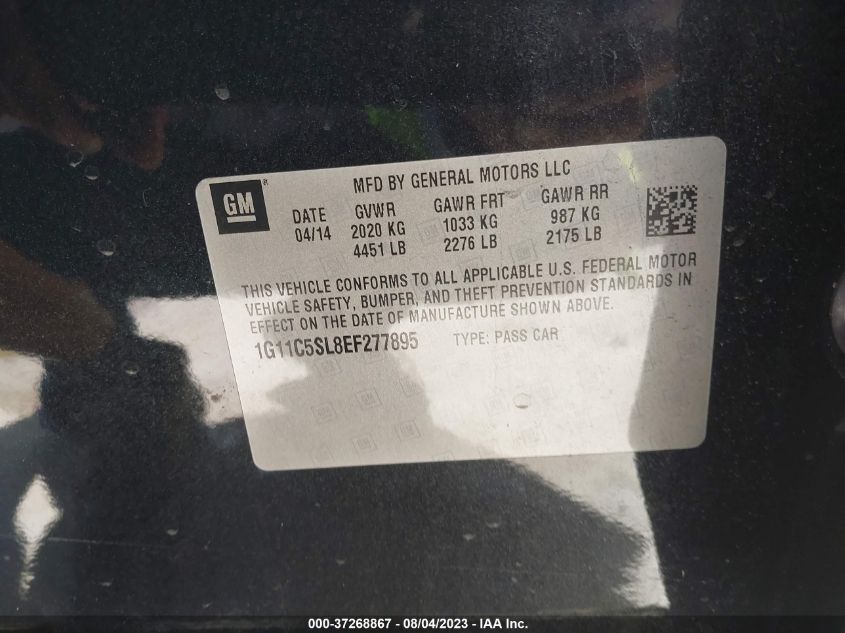 GM
®
MFD BY GENERAL MOTORS LLC
DATE GVWR GAWR FRT GAWR RR
04/14 2020 KG 1033 KG 987 KG
4451 LB 2276 LB 2175 LB
THIS VEHICLE CONFORMS TO ALL APPLICABLE U.S. FEDERAL MOTOR
VEHICLE SAFETY, BUMPER, AND THEFT PREVENTION STANDARDS IN
EFFECT ON THE DATE OF MANUFACTURE SHOWN ABOVE.
1G11C5SL8EF277895 TYPE: PASS CAR
000-37268867 - 08/04/2023 - IAA Inc.